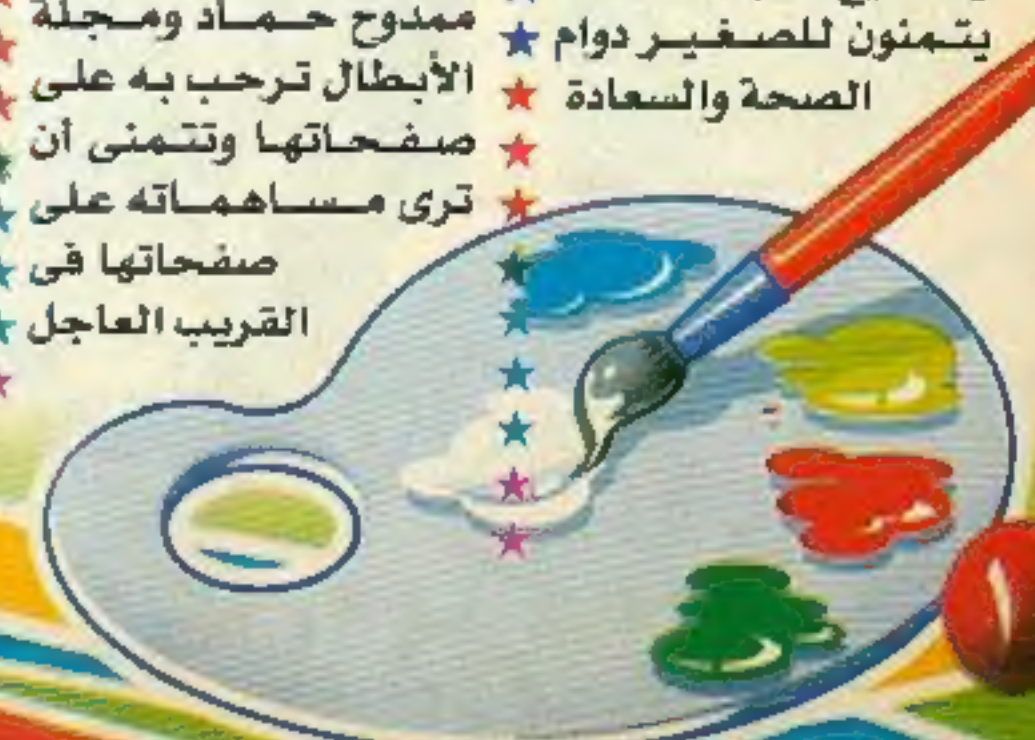 يتمنون للصغير دوام
الصحة والسعادة
ممدوح حماد ومجلة
الأبطال ترحب به على
صفحاتها وتتمنى أن
ترى مساهماته على
صفحاتها فى
القريب العاجل